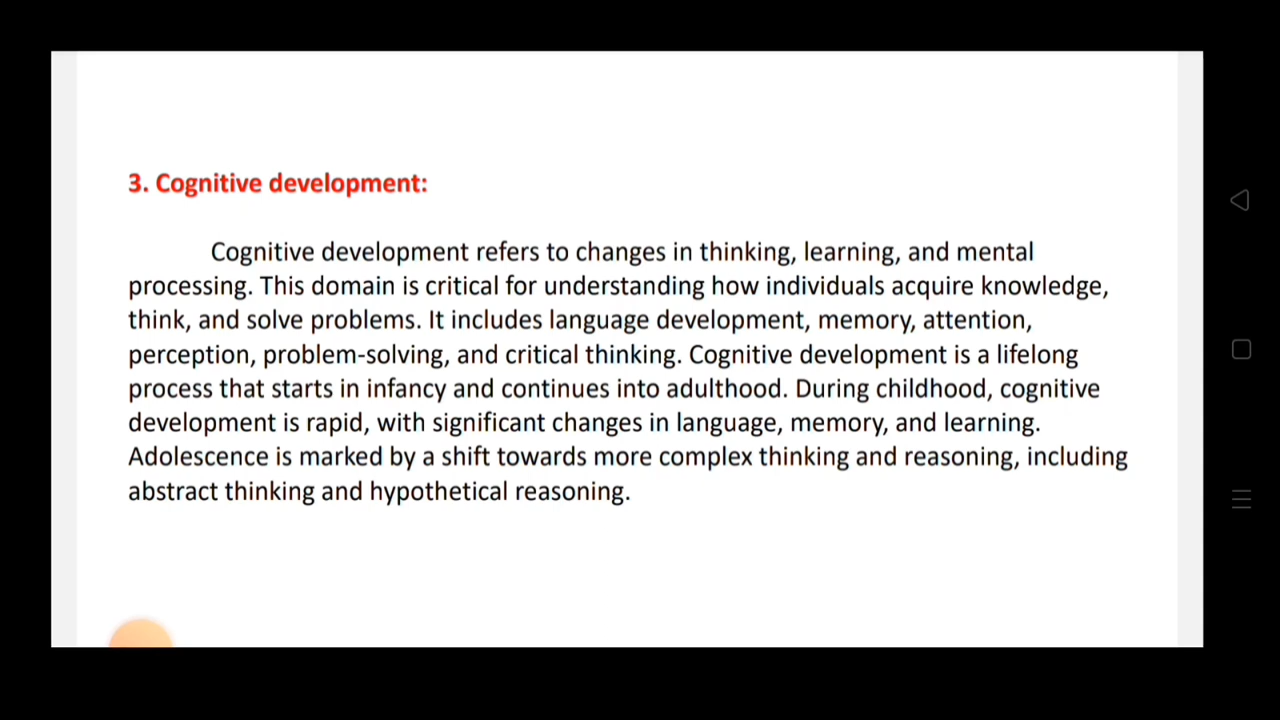 3. Cognitive development:
Cognitive development refers to changes in thinking, learning, and mental
processing. This domain is critical for understanding how individuals acquire knowledge,
think, and solve problems. It includes language development, memory, attention,
perception, problem-solving, and critical thinking. Cognitive development is a lifelong
process that starts in infancy and continues into adulthood. During childhood, cognitive
development is rapid, with significant changes in language, memory, and learning.
Adolescence is marked by a shift towards more complex thinking and reasoning, including
abstract thinking and hypothetical reasoning.